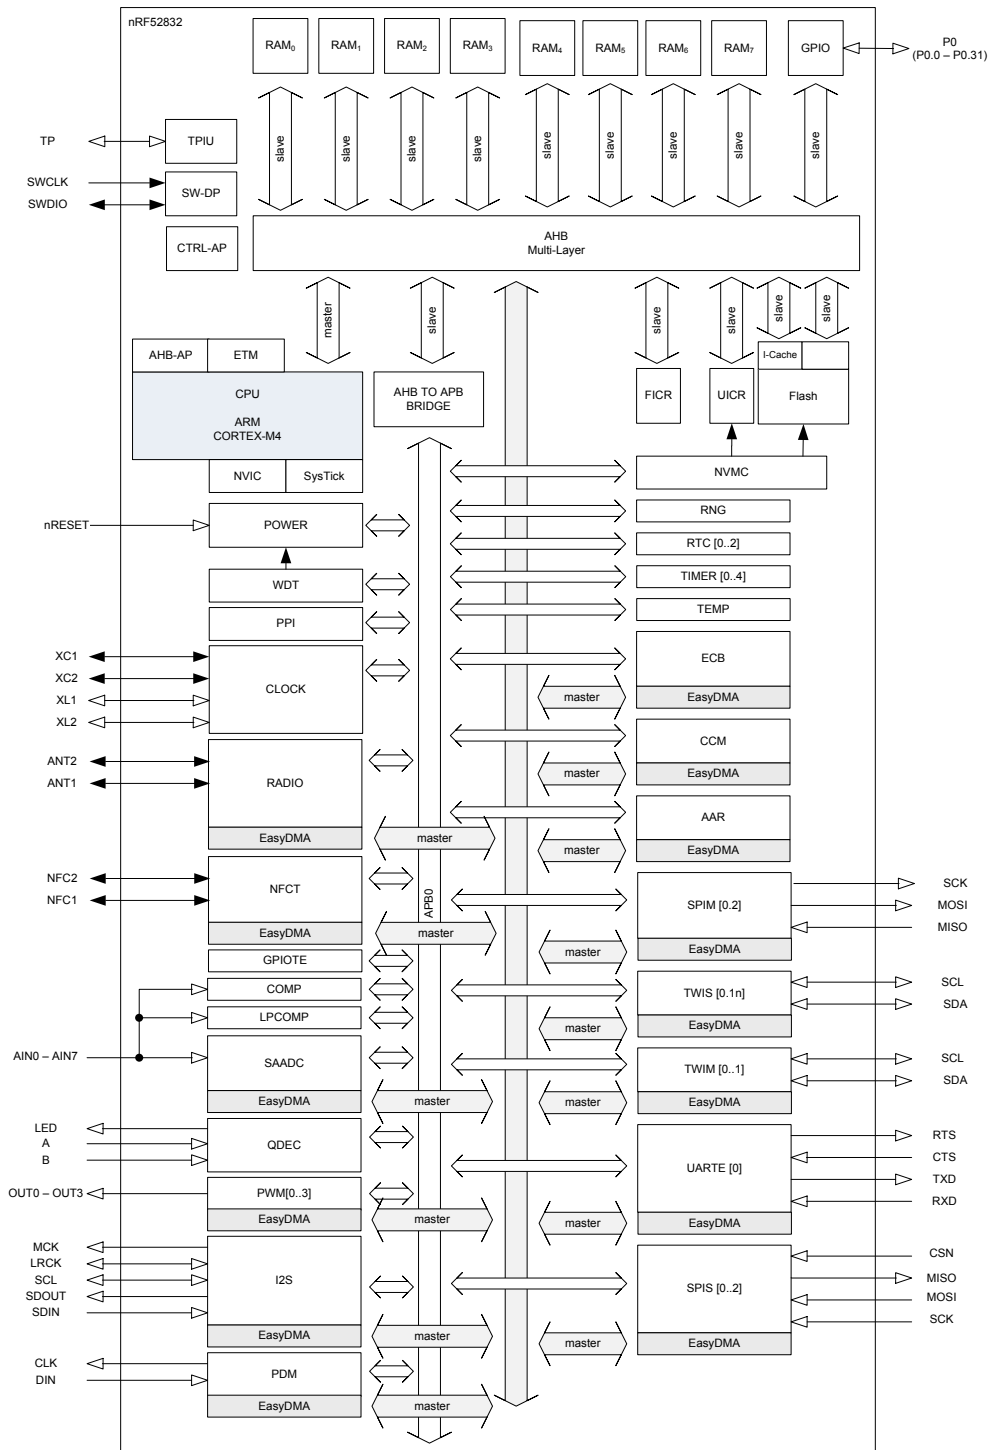 nRF52832
RAM0
RAM1
RAM2
RAM3
RAM4
RAM5
RAM6
RAM7
GPIO
P0
(P0.0 – P0.31)
slave
slave
slave
slave
slave
slave
slave
slave
slave
TP
TPIU
SWCLK
SWDIO
SW-DP
CTRL-AP
AHB
Multi-Layer
master
slave
slave
slave
slave
slave
AHB-AP
ETM
CPU
ARM
CORTEX-M4
NVIC
SysTick
AHB TO APB
BRIDGE
FICR
UICR
I-Cache
Flash
NVMC
nRESET
POWER
RNG
RTC [0..2]
WDT
TIMER [0..4]
PPI
TEMP
XC1
XC2
XL1
XL2
CLOCK
ECB
master
EasyDMA
ANT2
ANT1
RADIO
EasyDMA
master
CCM
master
EasyDMA
AAR
master
EasyDMA
NFC2
NFC1
NFCT
EasyDMA
master
APB0
SPIM [0.2]
master
EasyDMA
SCK
MOSI
MISO
GPIOTE
COMP
LPCOMP
AIN0 – AIN7
SAADC
EasyDMA
master
TWIS [0.1n]
master
EasyDMA
SCL
SDA
TWIM [0..1]
master
EasyDMA
SCL
SDA
LED
A
B
QDEC
UARTE [0]
master
EasyDMA
RTS
CTS
TXD
RXD
OUT0 – OUT3
PWM[0..3]
EasyDMA
master
MCK
LRCK
SCL
SDOUT
SDIN
I2S
EasyDMA
master
SPIS [0..2]
master
EasyDMA
CSN
MISO
MOSI
SCK
CLK
DIN
PDM
EasyDMA
master